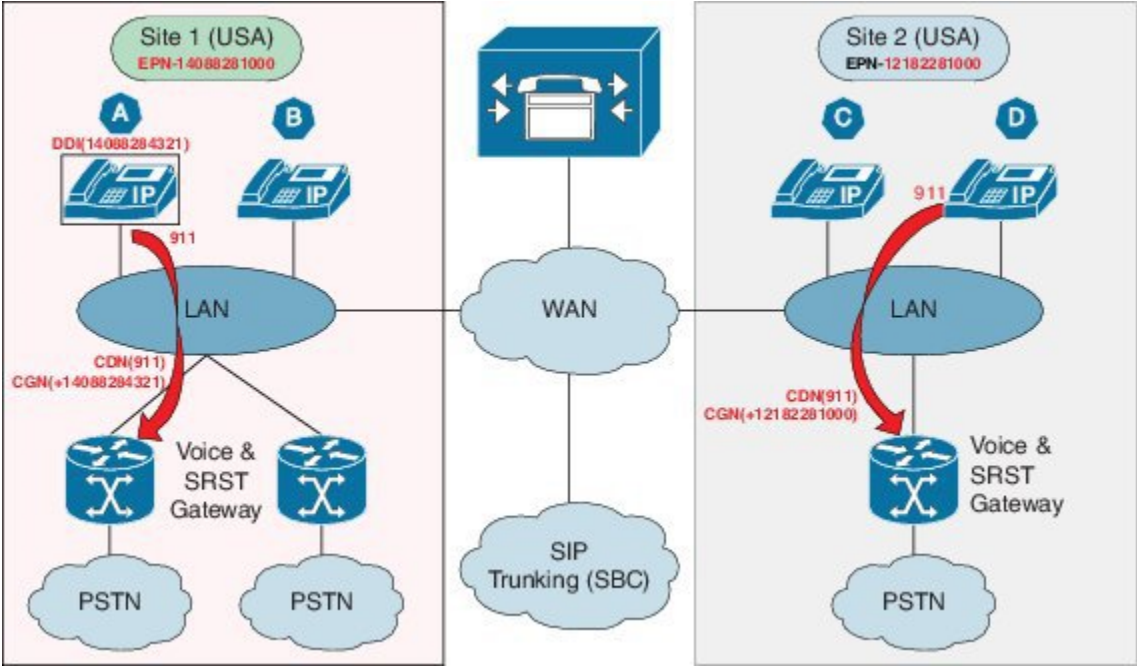 Site 1 (USA)
EPN-14088281000
A
B
DDI(14088284321)
IP
IP
911
LAN
CDN(911)
CGN(+14088284321)
Voice &
SRST
Gateway
PSTN
PSTN
WAN
SIP
Trunking (SBC)
Site 2 (USA)
EPN-12182281000
C
D
IP
IP
911
LAN
CDN(911)
CGN(+12182281000)
Voice &
SRST
Gateway
PSTN